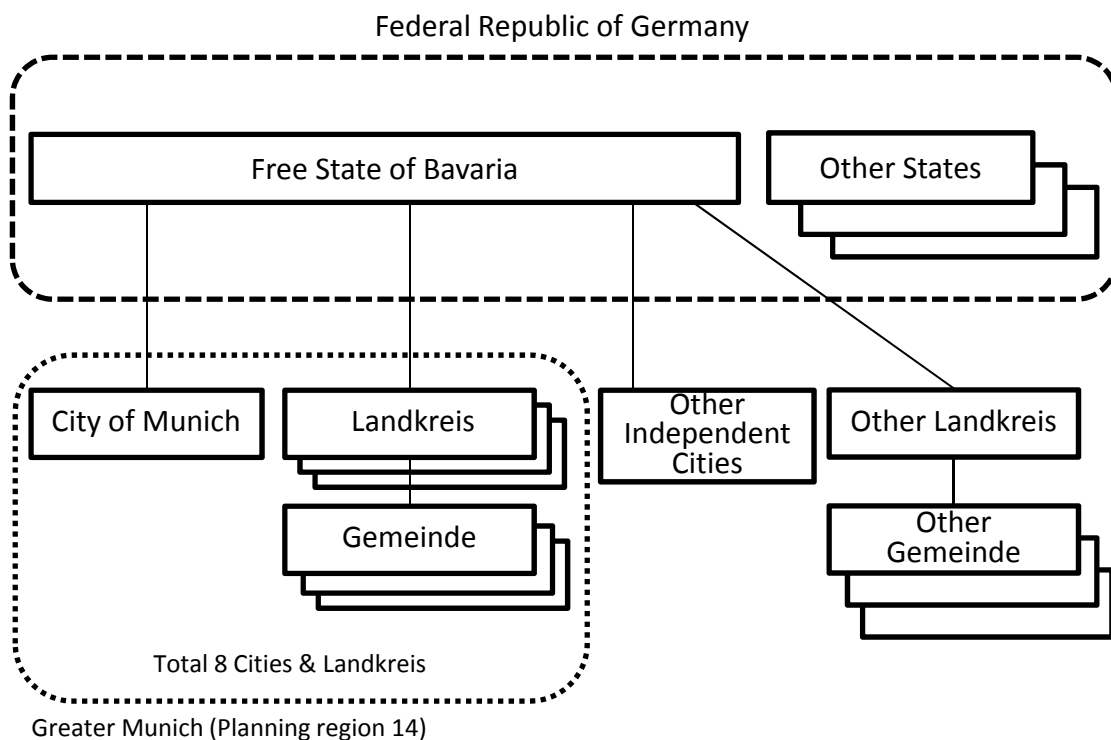 Federal Republic of Germany
Free State of Bavaria
Other States
City of Munich
Landkreis
Other
Independent
Cities
Other Landkreis
Gemeinde
Other
Gemeinde
Total 8 Cities & Landkreis
Greater Munich (Planning region 14)